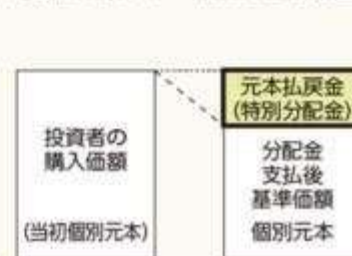 投資者の
購入価額
(当初個別元本)
元本払戻金
(特別分配金)
分配金
支払後
基準価額
個別元本